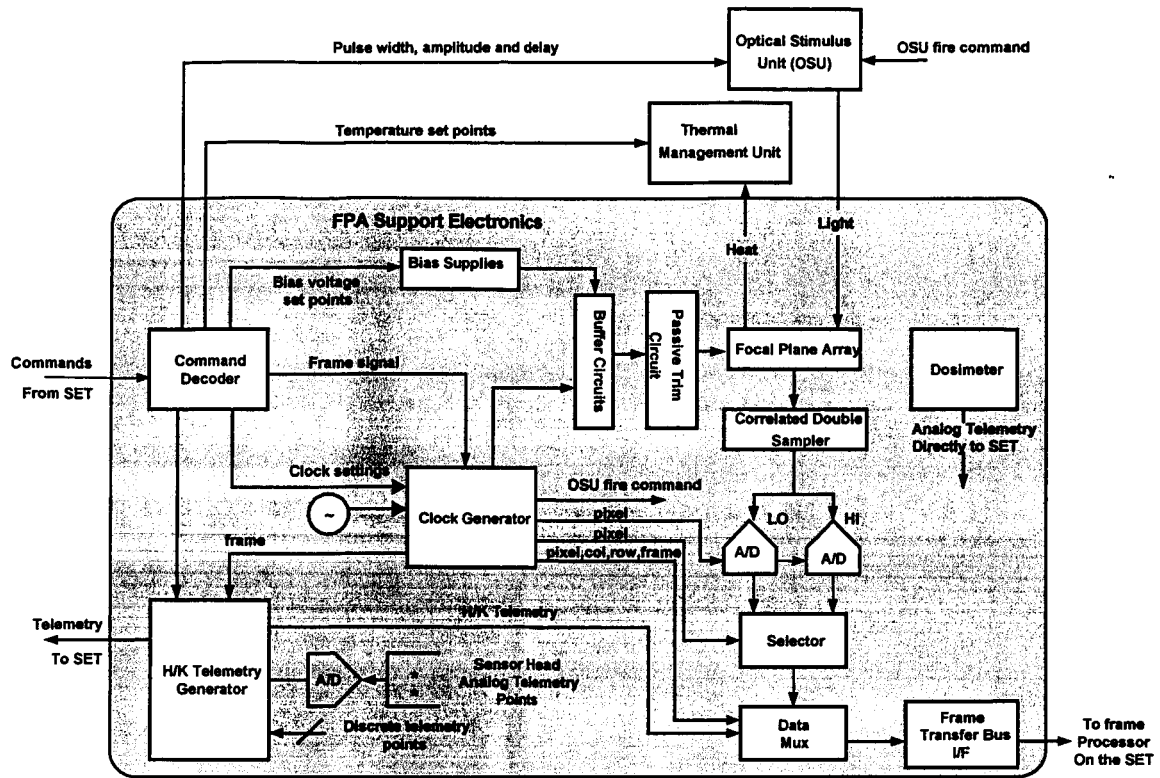 Pulse width, amplitude and delay
Optical Stimulus
Unit (OSU)
OSU fire command
Temperature set points
Thermal
Management Unit
FPA Support Electronics
Heat
Light
Bias Supplies
Bias voltage
set points
Buffer Circuits
Passive Trim
Circuit
Focal Plane Array
Dosimeter
Commands
From SET
Command
Decoder
Frame signal
Correlated Double
Sampler
Analog Telemetry
Directly to SET
Clock settings
~
Clock Generator
OSU fire command
pixel
pixel
pixel,col,row,frame
LO
HI
A/D
A/D
frame
Telemetry
To SET
H/K Telemetry
Generator
H/K Telemetry
A/D
Sensor Head
Analog Telemetry
Points
Discrete telemetry
points
Selector
Data
Mux
Frame
Transfer Bus
I/F
To frame
Processor
On the SET